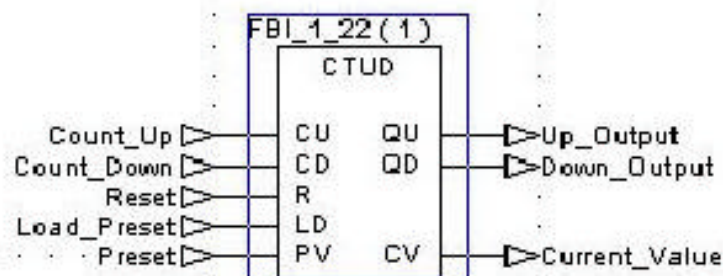 FBI_1_22(1)
CTUD
Count_Up CU QU Up_Output
Count_Down CD QD Down_Output
Reset R
Load_Preset LD
Preset PV CV Current_Value